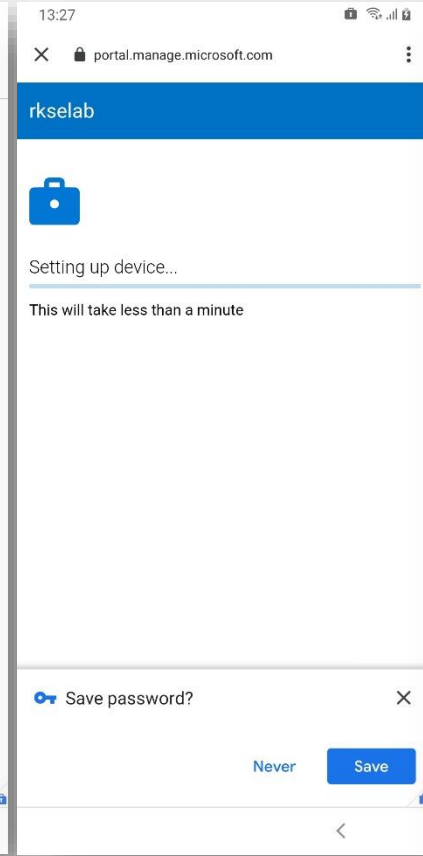 13:27
portal.manage.microsoft.com
rkselab
Setting up device...
This will take less than a minute
Save password?
Never
Save